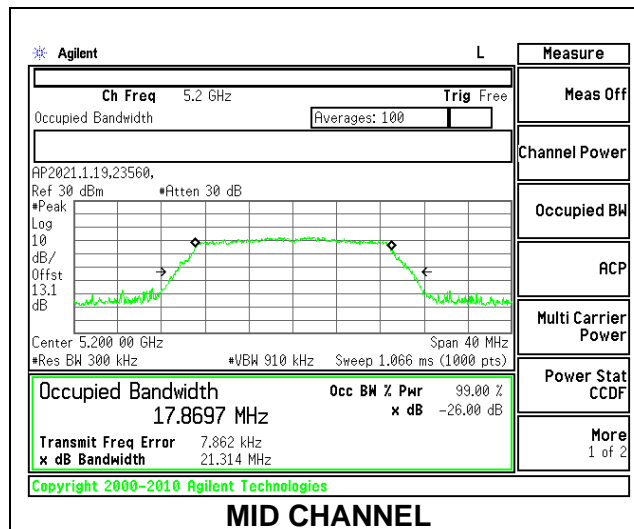 Agilent L Measure
Ch Freq 5.2 GHz Trig Free
Meas Off
Occupied Bandwidth Averages: 100
Channel Power
AP2021.1.19,23560,
Ref 30 dBm #Atten 30 dB
#Peak
Log
10
dB/
Offst
13.1
dB
Occupied BW
ACP
Multi Carrier
Power
Center 5.200 00 GHz Span 40 MHz
#Res BW 300 kHz #VBW 910 kHz Sweep 1.066 ms (1000 pts)
Occupied Bandwidth Occ BW % Pwr 99.00 %
17.8697 MHz x dB -26.00 dB
Power Stat
CCDF
Transmit Freq Error 7.862 kHz
x dB Bandwidth 21.314 MHz
More
1 of 2
Copyright 2000-2010 Agilent Technologies
MID CHANNEL